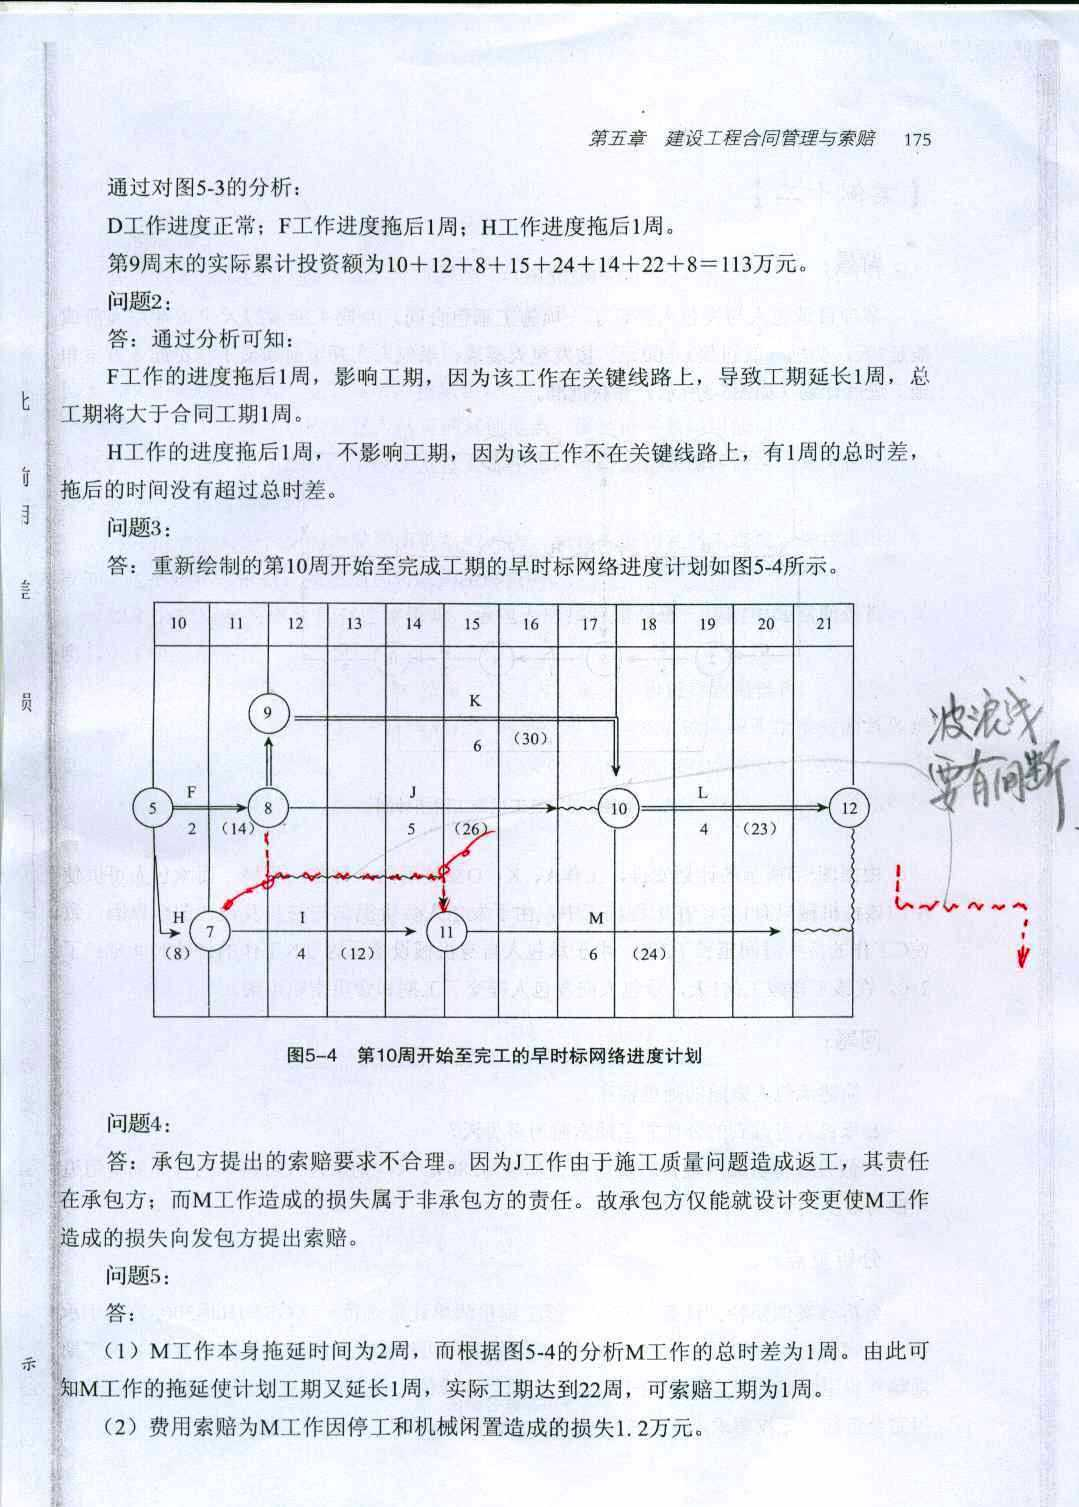 第五章 建设工程合同管理与索赔 175
通过对图5-3的分析：
D工作进度正常；F工作进度拖后1周；H工作进度拖后1周。
第9周末的实际累计投资额为10＋12＋8＋15＋24＋14＋22＋8＝113万元。
问题2：
答：通过分析可知：
F工作的进度拖后1周，影响工期，因为该工作在关键线路上，导致工期延长1周，总
工期将大于合同工期1周。
H工作的进度拖后1周，不影响工期，因为该工作不在关键线路上，有1周的总时差，
拖后的时间没有超过总时差。
问题3：
答：重新绘制的第10周开始至完成工期的早时标网络进度计划如图5-4所示。
10 11 12 13 14 15 16 17 18 19 20 21
9 K
6 （30）
波浪线
要有间断
5 F 8 J 10 L 12
2 （14） 5 （26） 4 （23）
H 7 I 11 M
（8） 4 （12） 6 （24）
图5-4 第10周开始至完工的早时标网络进度计划
问题4：
答：承包方提出的索赔要求不合理。因为J工作由于施工质量问题造成返工，其责任
在承包方；而M工作造成的损失属于非承包方的责任。故承包方仅能就设计变更使M工作
造成的损失向发包方提出索赔。
问题5：
答：
（1）M工作本身拖延时间为2周，而根据图5-4的分析M工作的总时差为1周。由此可
知M工作的拖延使计划工期又延长1周，实际工期达到22周，可索赔工期为1周。
（2）费用索赔为M工作因停工和机械闲置造成的损失1.2万元。